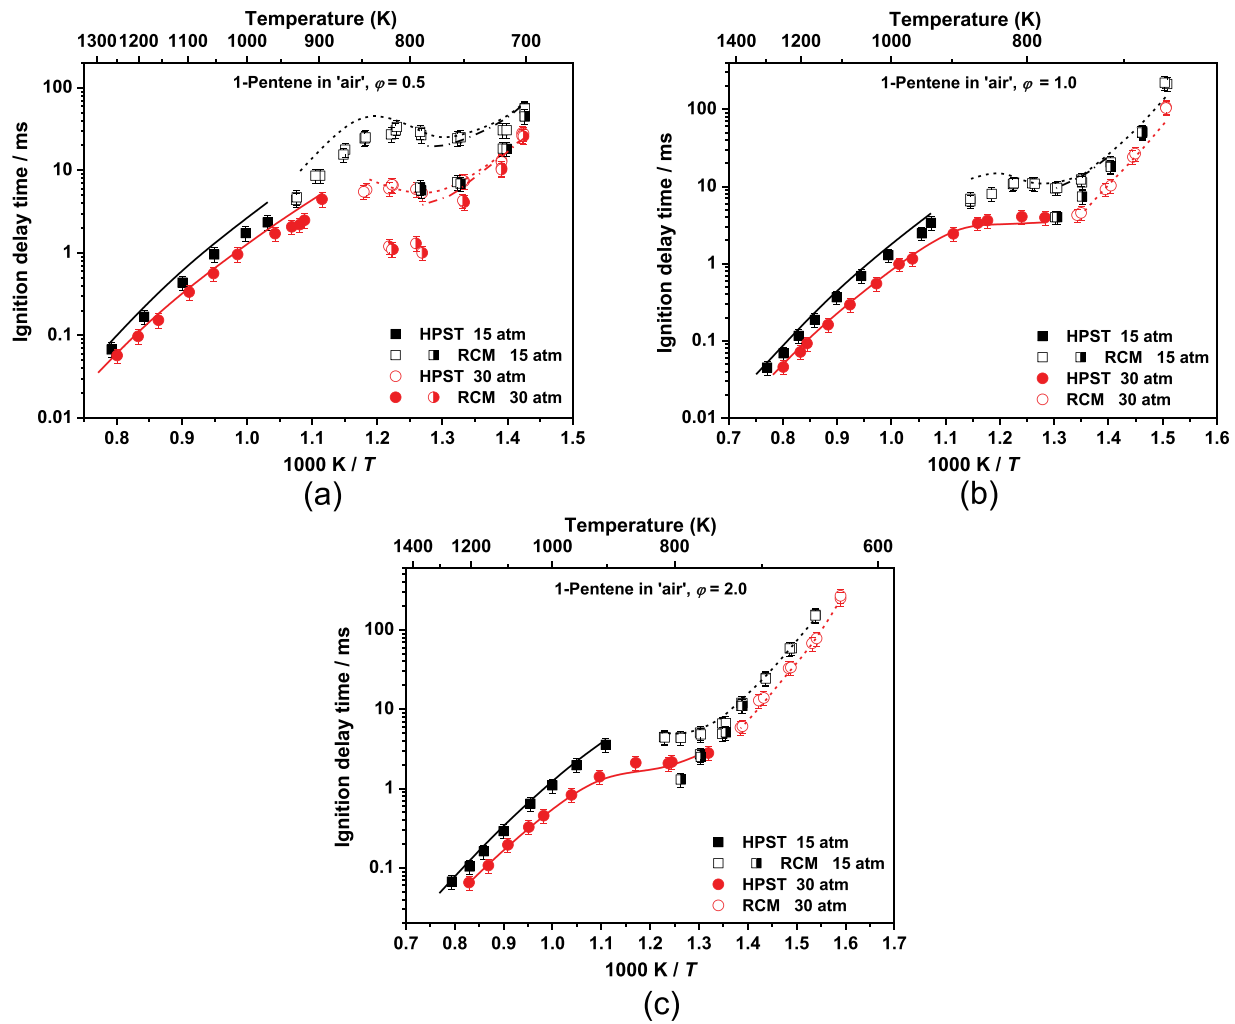 Temperature (K)
1300 1200 1100 1000 900 800 700
1-Pentene in 'air', φ = 0.5
Ignition delay time / ms
100
10
1
0.1
0.01
HPST 15 atm
RCM 15 atm
HPST 30 atm
RCM 30 atm
0.8 0.9 1.0 1.1 1.2 1.3 1.4 1.5
1000 K / T
(a)
Temperature (K)
1400 1200 1000 800
1-Pentene in 'air', φ = 1.0
Ignition delay time / ms
100
10
1
0.1
0.01
HPST 15 atm
RCM 15 atm
HPST 30 atm
RCM 30 atm
0.7 0.8 0.9 1.0 1.1 1.2 1.3 1.4 1.5 1.6
1000 K / T
(b)
Temperature (K)
1400 1200 1000 800 600
1-Pentene in 'air', φ = 2.0
Ignition delay time / ms
100
10
1
0.1
HPST 15 atm
RCM 15 atm
HPST 30 atm
RCM 30 atm
0.7 0.8 0.9 1.0 1.1 1.2 1.3 1.4 1.5 1.6 1.7
1000 K / T
(c)